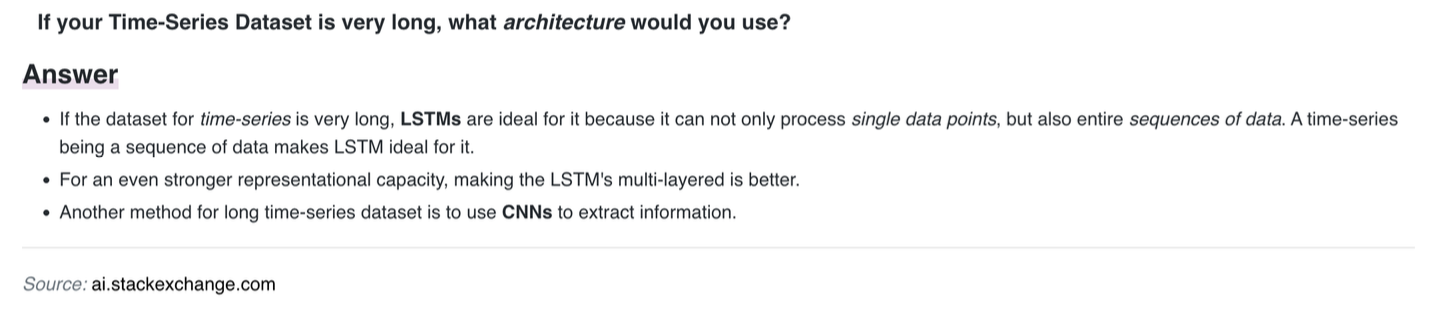 If your Time-Series Dataset is very long, what architecture would you use?
Answer
• If the dataset for time-series is very long, LSTMs are ideal for it because it can not only process single data points, but also entire sequences of data. A time-series
being a sequence of data makes LSTM ideal for it.
• For an even stronger representational capacity, making the LSTM's multi-layered is better.
• Another method for long time-series dataset is to use CNNs to extract information.
Source: ai.stackexchange.com